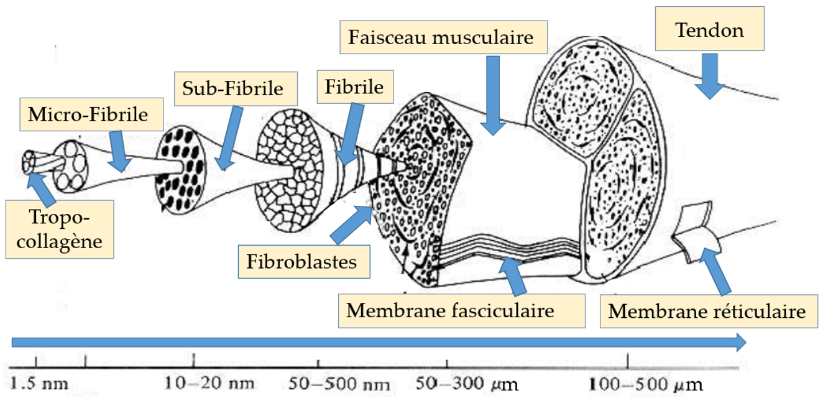 Faisceau musculaire
Tendon
Sub-Fibrile
Fibrile
Micro-Fibrile
Tropo-
collagène
Fibroblastes
Membrane fasciculaire
Membrane réticulaire
1.5 nm
10–20 nm
50–500 nm
50–300 μm
100–500 μm